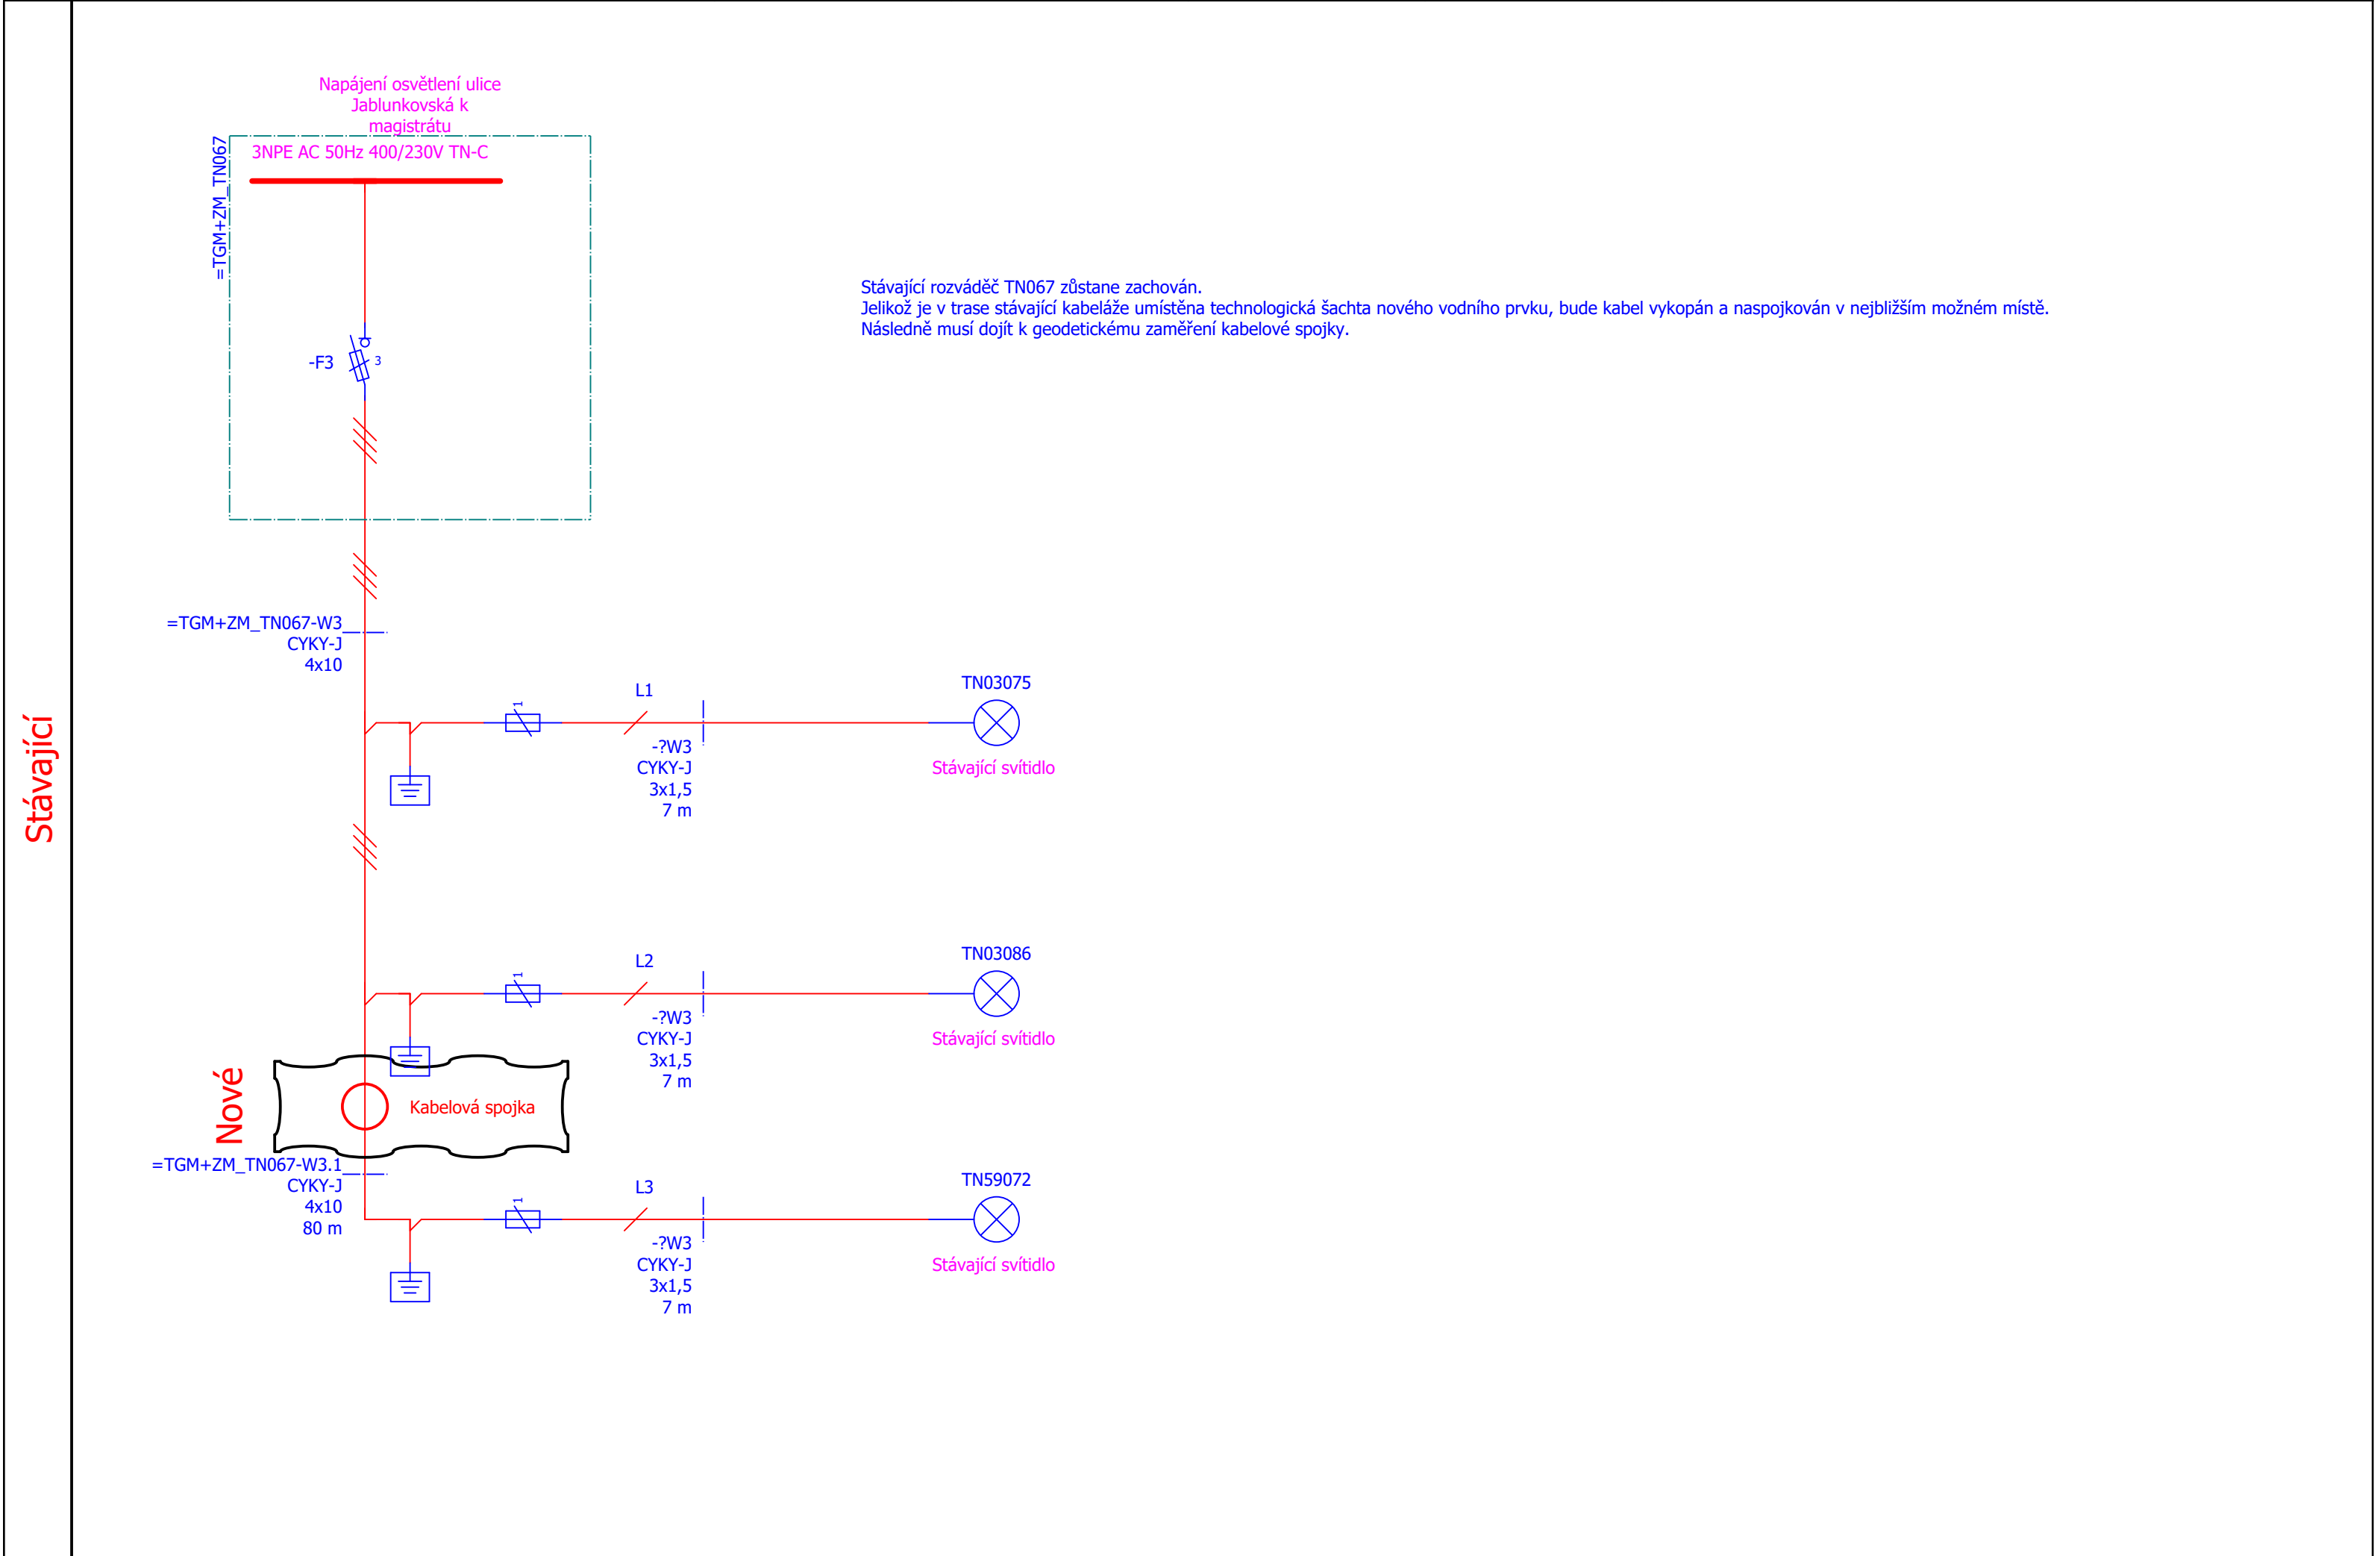 Napájení osvětlení ulice
Jablunkovská k
magistrátu
=TGM+ZM_TN067
3NPE AC 50Hz 400/230V TN-C
Stávající rozváděč TN067 zůstane zachován.
Jelikož je v trase stávající kabeláže umístěna technologická šachta nového vodního prvku, bude kabel vykopán a naspojkován v nejbližším možném místě.
Následně musí dojít k geodetickému zaměření kabelové spojky.
-F3
3
=TGM+ZM_TN067-W3
CYKY-J
4x10
Stávající
1
L1
TN03075
-?W3
CYKY-J
3x1,5
7 m
Stávající svítidlo
1
L2
TN03086
-?W3
CYKY-J
3x1,5
7 m
Stávající svítidlo
Nové
Kabelová spojka
=TGM+ZM_TN067-W3.1
CYKY-J
4x10
80 m
1
L3
TN59072
-?W3
CYKY-J
3x1,5
7 m
Stávající svítidlo